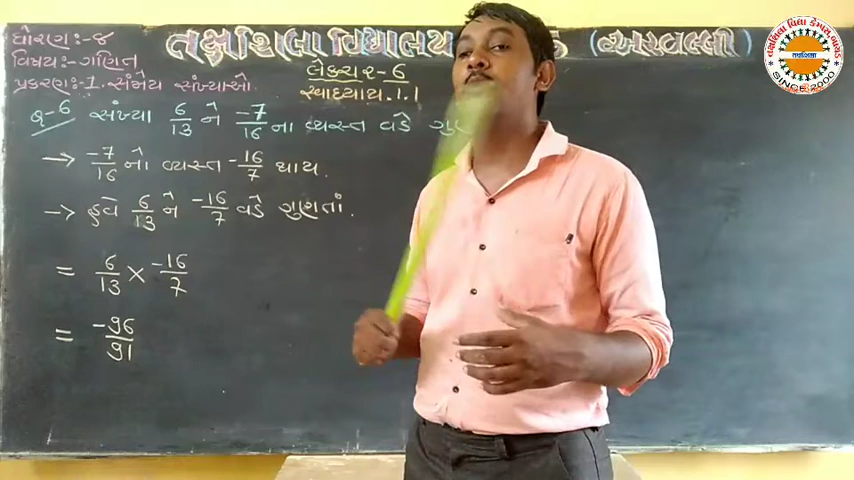 ધોરણ:- ૮
તક્ષશિલા વિદ્યાલય
(અરવલ્લી)
વિષય:- ગણિત
લેક્ચર-6
પ્રકરણ:-1. સંમેય સંખ્યાઓ.
સ્વાધ્યાય.1.1
પ્ર-6 સંખ્યા 6/13 ને -7/16 ના વ્યસ્ત વડે
→ -7/16 નો વ્યસ્ત -16/7 થાય.
→ હવે 6/13 ને -16/7 વડે ગુણતાં.
= 6/13 × -16/7
= -96/91
SINCE 2000